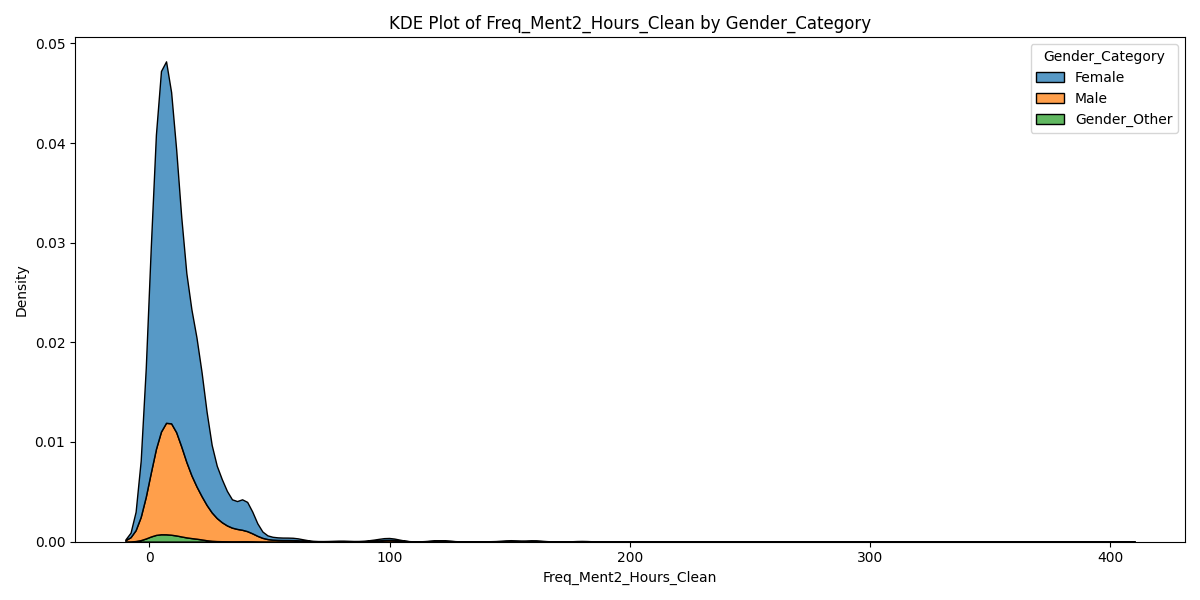 KDE Plot of Freq_Ment2_Hours_Clean by Gender_Category
Gender_Category
Female
Male
Gender_Other
Density
0.05
0.04
0.03
0.02
0.01
0.00
0
100
200
300
400
Freq_Ment2_Hours_Clean